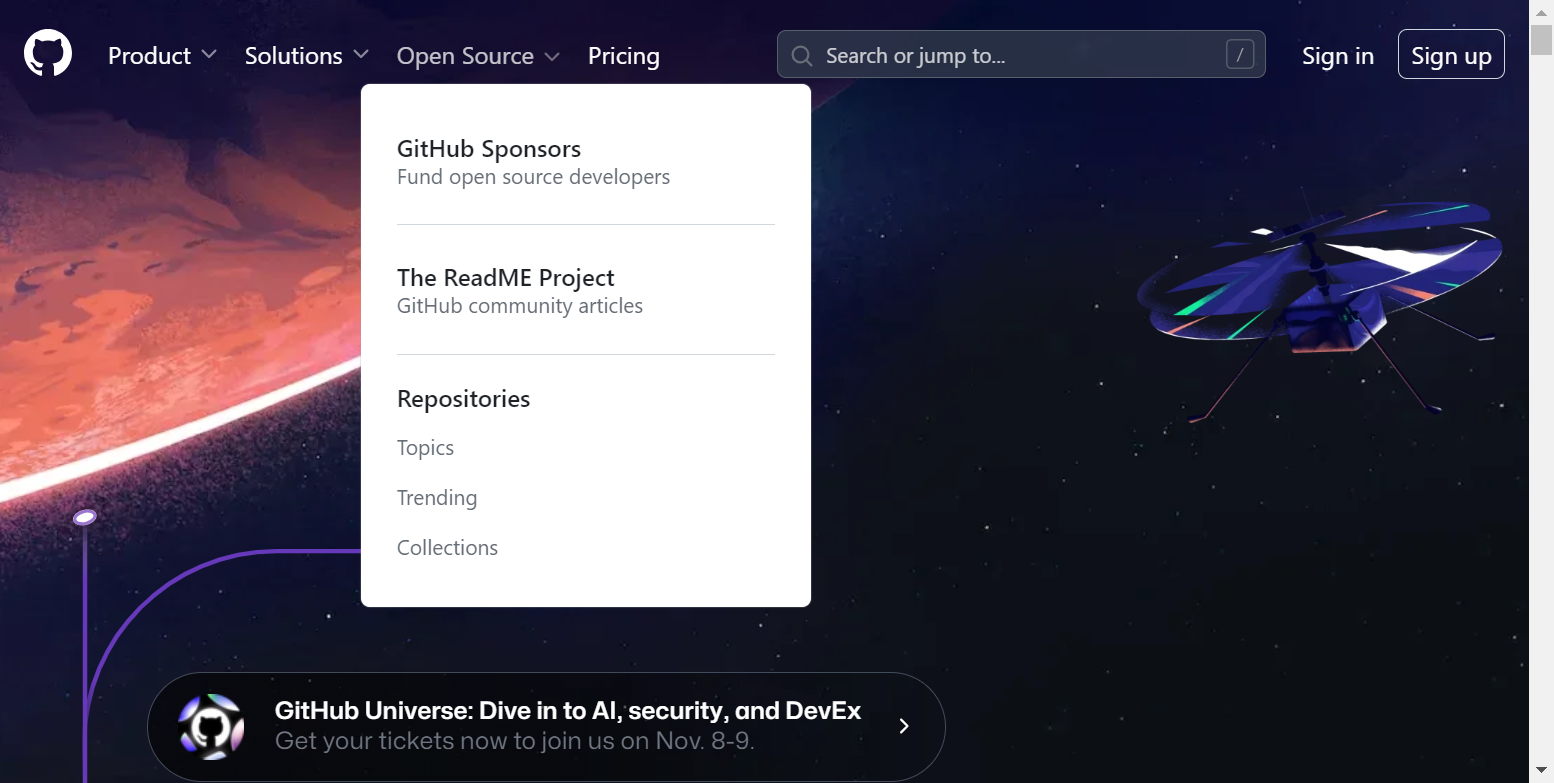 Product Solutions Open Source Pricing Search or jump to... / Sign in Sign up
GitHub Sponsors
Fund open source developers
The ReadME Project
GitHub community articles
Repositories
Topics
Trending
Collections
GitHub Universe: Dive in to AI, security, and DevEx
Get your tickets now to join us on Nov. 8-9.